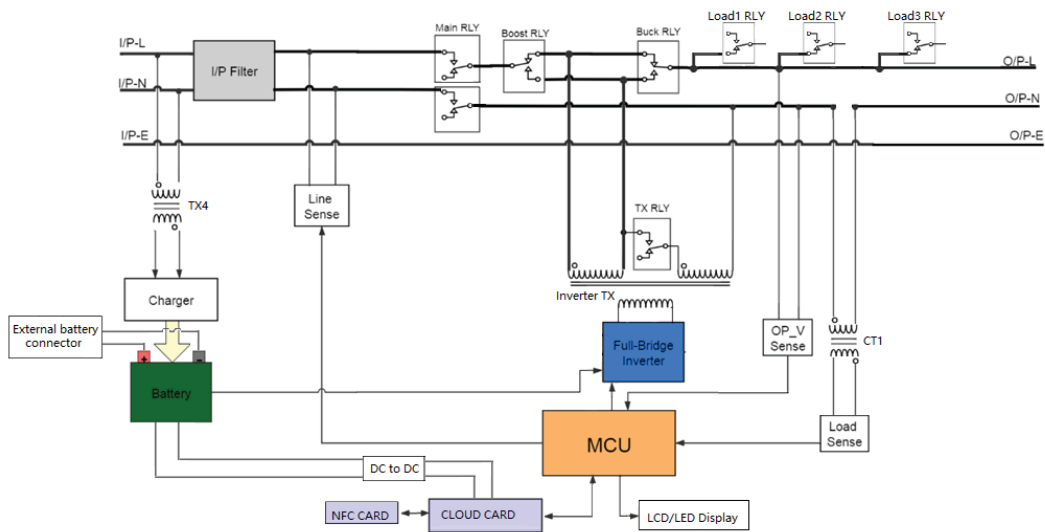 Load1 RLY
Load2 RLY
Load3 RLY
Main RLY
Boost RLY
Buck RLY
I/P-L
I/P Filter
O/P-L
I/P-N
O/P-N
I/P-E
O/P-E
TX4
Line
Sense
TX RLY
Charger
Inverter TX
External battery
connector
+
-
Full-Bridge
Inverter
OP_V
Sense
CT1
Battery
MCU
Load
Sense
DC to DC
NFC CARD
CLOUD CARD
LCD/LED Display